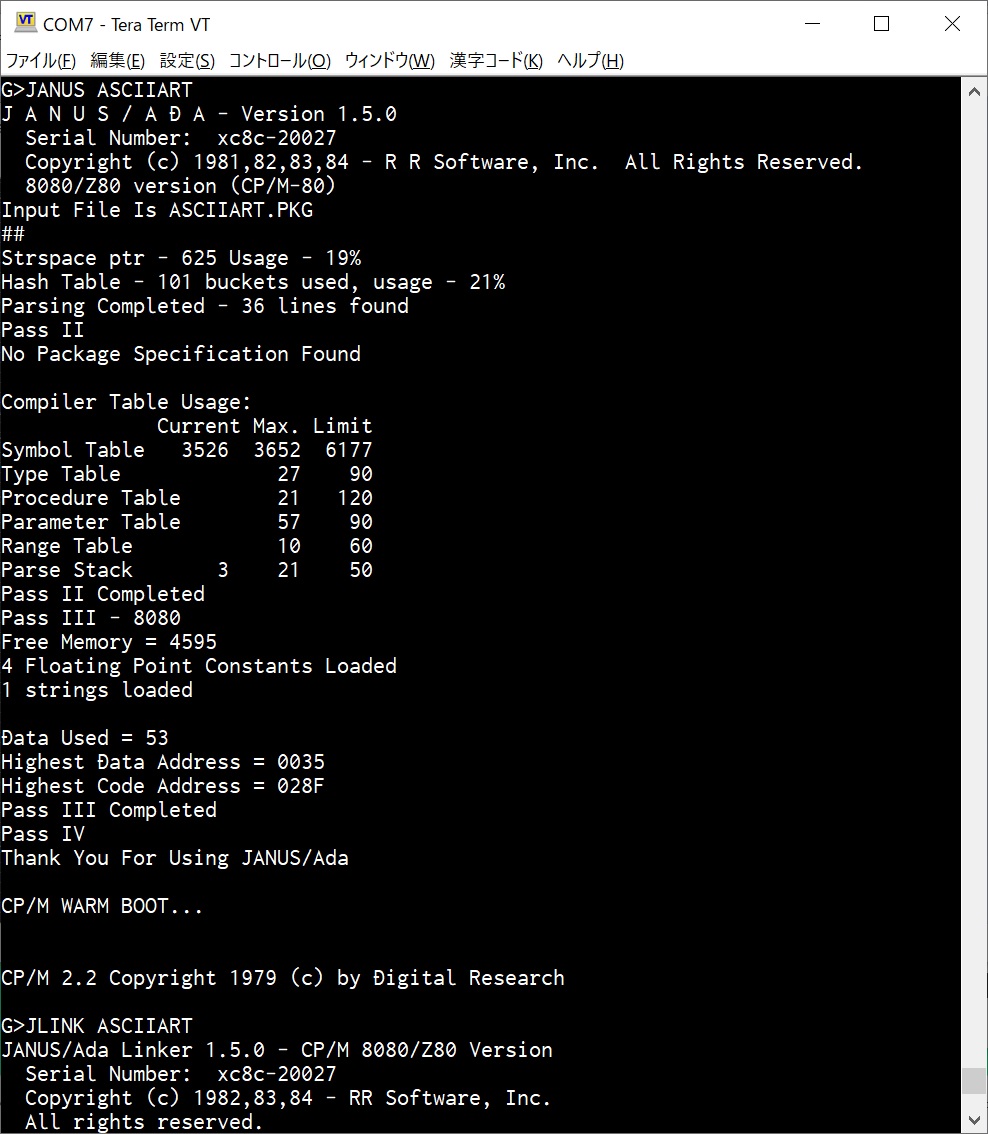 COM7 - Tera Term VT
ファイル(F) 編集(E) 設定(S) コントロール(O) ウィンドウ(W) 漢字コード(K) ヘルプ(H)
G>JANUS ASCIIART
J A N U S / A Ð A - Version 1.5.0
  Serial Number:  xc8c-20027
  Copyright (c) 1981,82,83,84 - R R Software, Inc.  All Rights Reserved.
  8080/Z80 version (CP/M-80)
Input File Is ASCIIART.PKG
##
Strspace ptr - 625 Usage - 19%
Hash Table - 101 buckets used, usage - 21%
Parsing Completed - 36 lines found
Pass II
No Package Specification Found
Compiler Table Usage:
             Current Max. Limit
Symbol Table   3526  3652  6177
Type Table             27    90
Procedure Table        21   120
Parameter Table        57    90
Range Table            10    60
Parse Stack       3    21    50
Pass II Completed
Pass III - 8080
Free Memory = 4595
4 Floating Point Constants Loaded
1 strings loaded
Ðata Used = 53
Highest Ðata Address = 0035
Highest Code Address = 028F
Pass III Completed
Pass IV
Thank You For Using JANUS/Ada
CP/M WARM BOOT...
CP/M 2.2 Copyright 1979 (c) by Ðigital Research
G>JLINK ASCIIART
JANUS/Ada Linker 1.5.0 - CP/M 8080/Z80 Version
  Serial Number:  xc8c-20027
  Copyright (c) 1982,83,84 - RR Software, Inc.
  All rights reserved.